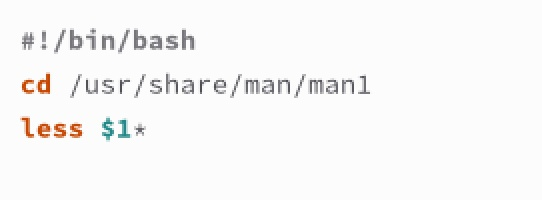 #!/bin/bash
cd /usr/share/man/man1
less $1*